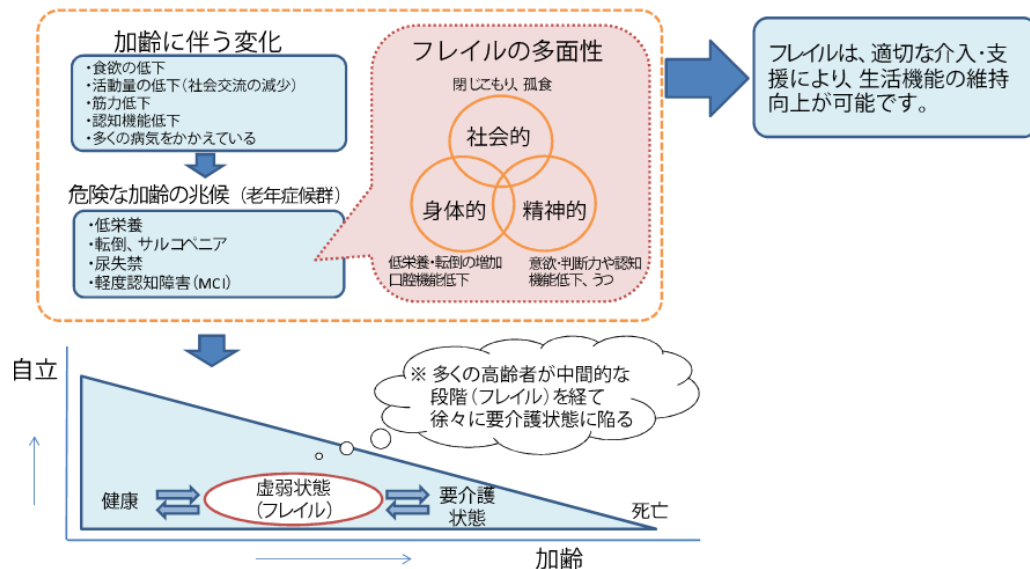 加齢に伴う変化
・食欲の低下
・活動量の低下(社会交流の減少)
・筋力低下
・認知機能低下
・多くの病気をかかえている
危険な加齢の兆候（老年症候群）
・低栄養
・転倒、サルコペニア
・尿失禁
・軽度認知障害(MCI)
フレイルの多面性
閉じこもり、孤食
社会的
身体的
精神的
低栄養・転倒の増加
口腔機能低下
意欲・判断力や認知
機能低下、うつ
フレイルは、適切な介入・支
援により、生活機能の維持
向上が可能です。
※ 多くの高齢者が中間的な
段階(フレイル)を経て
徐々に要介護状態に陥る
自立
健康
虚弱状態
(フレイル)
要介護
状態
死亡
加齢